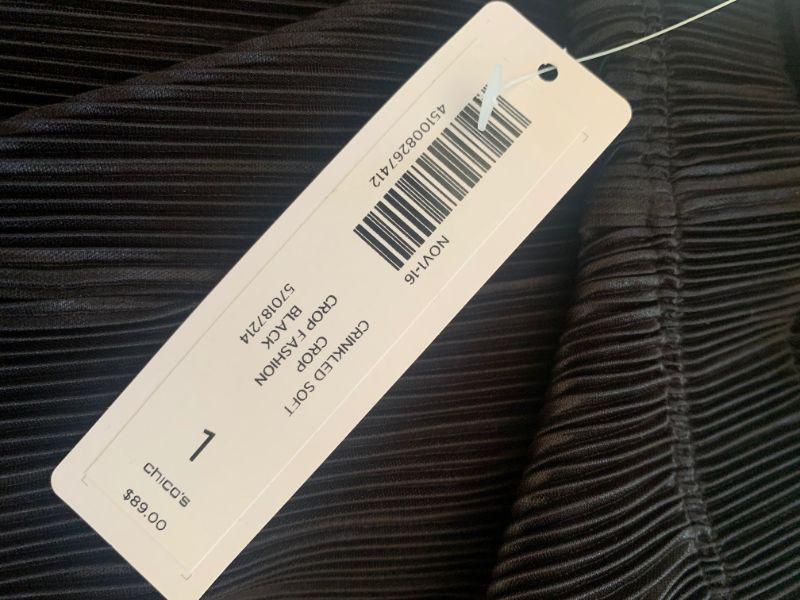 NOV1-16
451008267412
CRINKLED SOFT
CROP
CROP FASHION
BLACK
570187214
1
chico's
$89.00